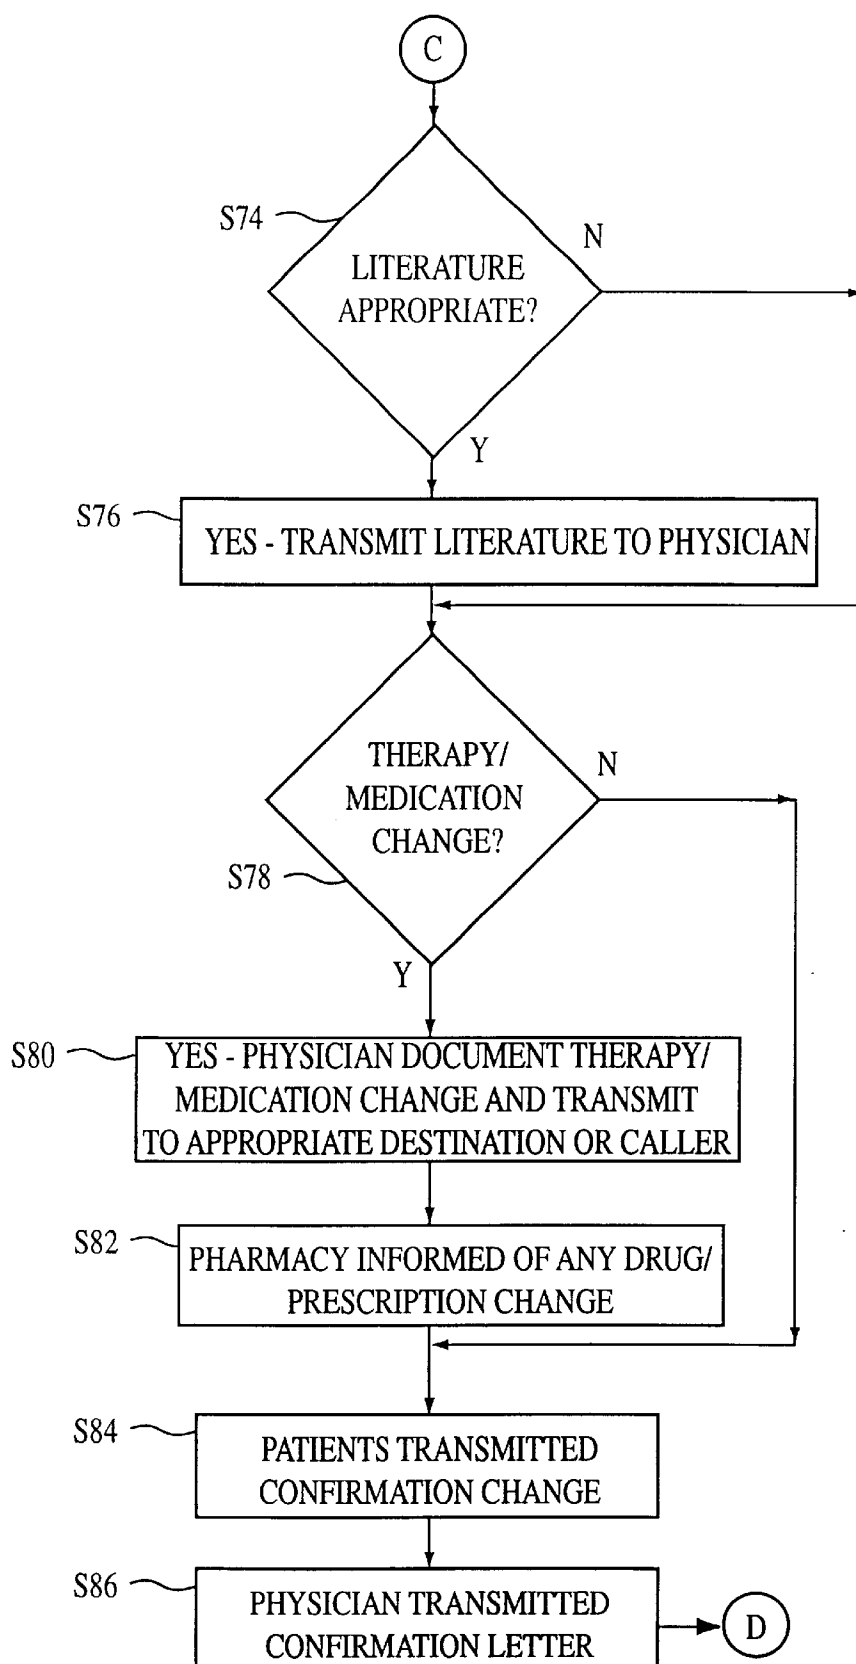 C
S74
N
LITERATURE
APPROPRIATE?
Y
S76
YES - TRANSMIT LITERATURE TO PHYSICIAN
THERAPY/
MEDICATION
CHANGE?
N
S78
Y
S80
YES - PHYSICIAN DOCUMENT THERAPY/
MEDICATION CHANGE AND TRANSMIT
TO APPROPRIATE DESTINATION OR CALLER
S82
PHARMACY INFORMED OF ANY DRUG/
PRESCRIPTION CHANGE
S84
PATIENTS TRANSMITTED
CONFIRMATION CHANGE
S86
PHYSICIAN TRANSMITTED
CONFIRMATION LETTER
D